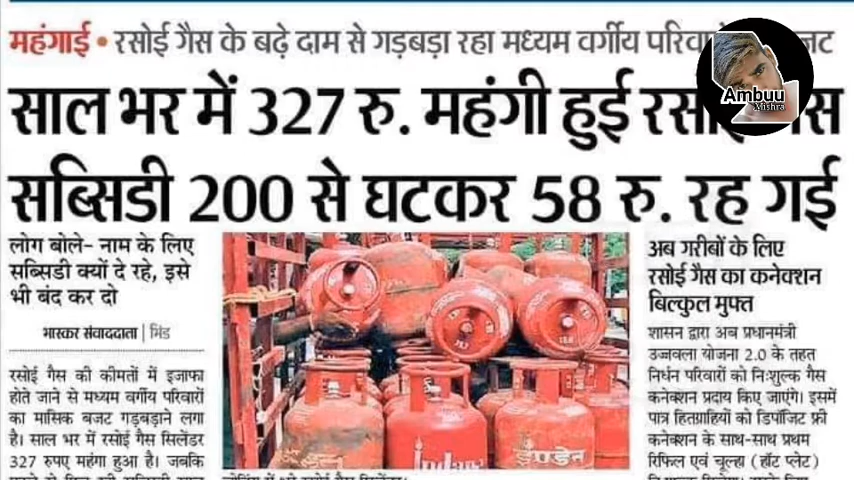 महंगाई • रसोई गैस के बढ़े दाम से गड़बड़ा रहा मध्यम वर्गीय
Ambuu
Mishra
साल भर में 327 रु. महंगी हुई
सब्सिडी 200 से घटकर 58 रु. रह गई
लोग बोले- नाम के लिए
सब्सिडी क्यों दे रहे, इसे
भी बंद कर दो
भास्कर संवाददाता | भिंड
रसोई गैस की कीमतों में इजाफा
होते जाने से मध्यम वर्गीय परिवारों
का मासिक बजट गड़बड़ाने लगा
है। साल भर में रसोई गैस सिलेंडर
327 रुपए महंगा हुआ है। जबकि
Indane
इण्डेन
अब गरीबों के लिए
रसोई गैस का कनेक्शन
बिल्कुल मुफ्त
शासन द्वारा अब प्रधानमंत्री
उज्जवला योजना 2.0 के तहत
निर्धन परिवारों को निःशुल्क गैस
कनेक्शन प्रदाय किए जाएंगे। इसमें
पात्र हितग्राहियों को डिपॉजिट फ्री
कनेक्शन के साथ-साथ प्रथम
रिफिल एवं चूल्हा (हॉट प्लेट)